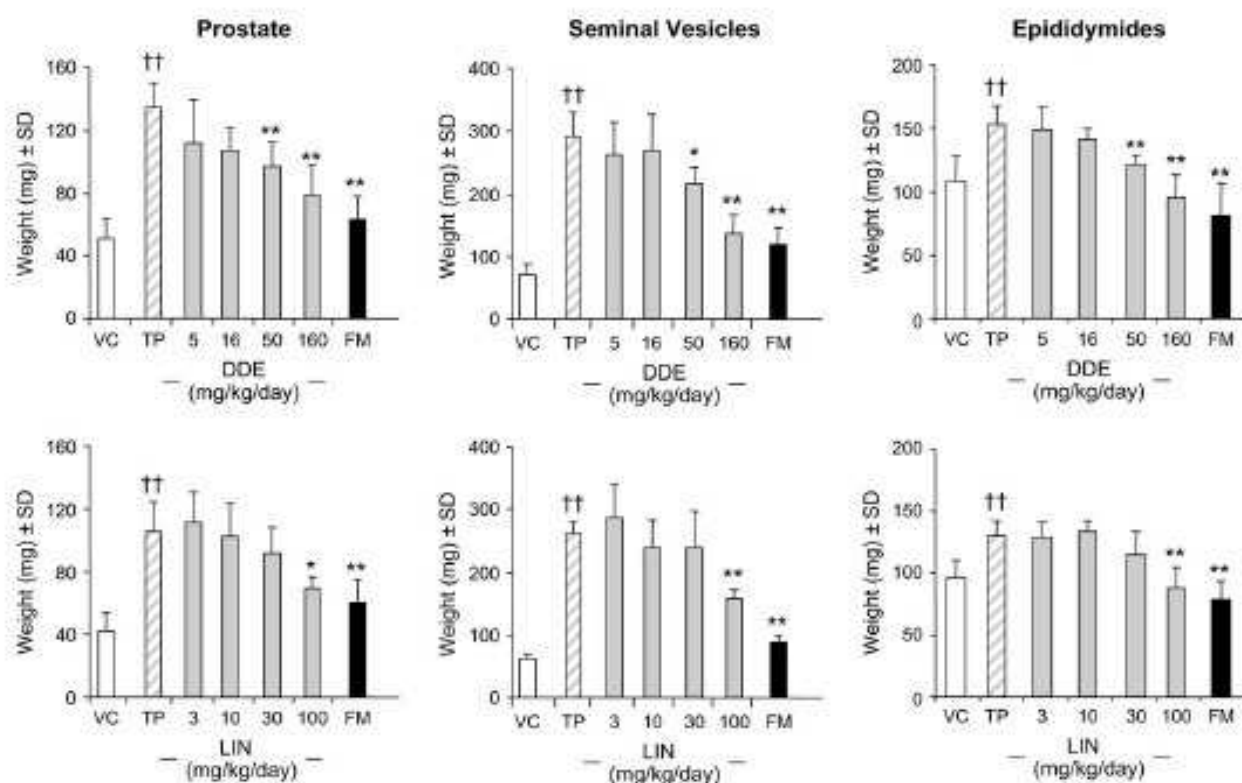 Prostate
Weight (mg) ± SD
160
120
80
40
0
††
**
**
**
VC TP 5 16 50 160 FM
DDE
(mg/kg/day)
Seminal Vesicles
Weight (mg) ± SD
400
300
200
100
0
††
*
**
**
VC TP 5 16 50 160 FM
DDE
(mg/kg/day)
Epididymides
Weight (mg) ± SD
200
150
100
50
0
††
**
**
**
VC TP 5 16 50 160 FM
DDE
(mg/kg/day)
Weight (mg) ± SD
160
120
80
40
0
††
*
**
VC TP 3 10 30 100 FM
LIN
(mg/kg/day)
Weight (mg) ± SD
400
300
200
100
0
††
**
**
VC TP 3 10 30 100 FM
LIN
(mg/kg/day)
Weight (mg) ± SD
200
150
100
50
0
††
**
**
VC TP 3 10 30 100 FM
LIN
(mg/kg/day)